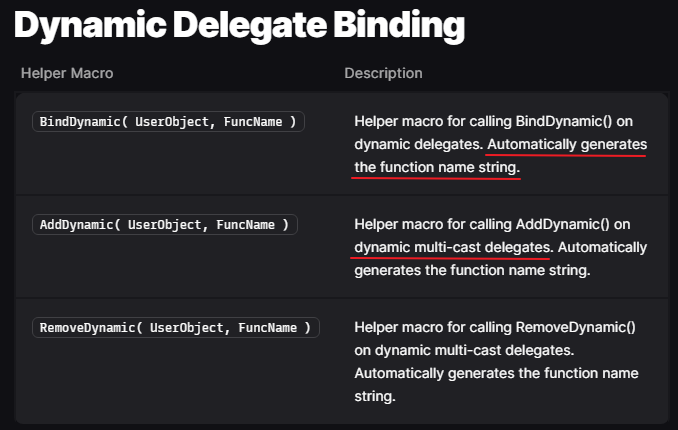 Dynamic Delegate Binding
Helper Macro Description
BindDynamic( UserObject, FuncName )
Helper macro for calling BindDynamic() on
dynamic delegates. Automatically generates
the function name string.
AddDynamic( UserObject, FuncName )
Helper macro for calling AddDynamic() on
dynamic multi-cast delegates. Automatically
generates the function name string.
RemoveDynamic( UserObject, FuncName )
Helper macro for calling RemoveDynamic()
on dynamic multi-cast delegates.
Automatically generates the function name
string.